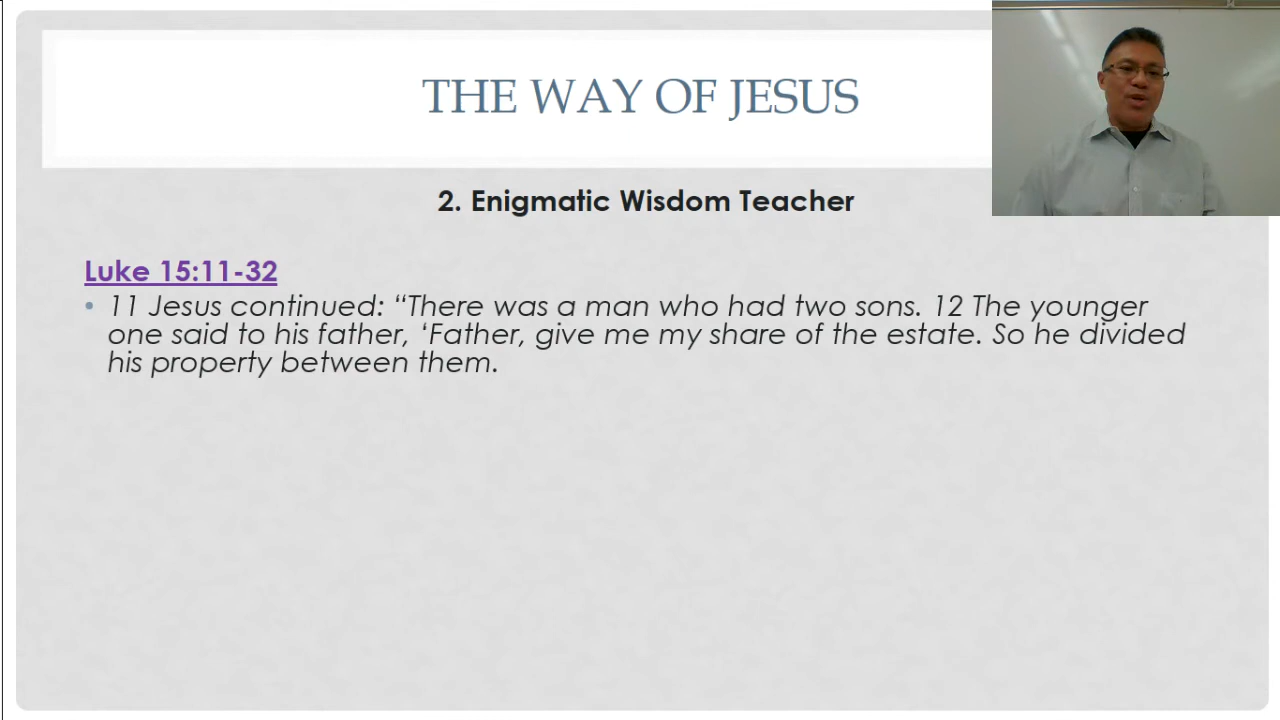 THE WAY OF JESUS
2. Enigmatic Wisdom Teacher
Luke 15:11-32
• 11 Jesus continued: “There was a man who had two sons. 12 The younger
one said to his father, ‘Father, give me my share of the estate. So he divided
his property between them.